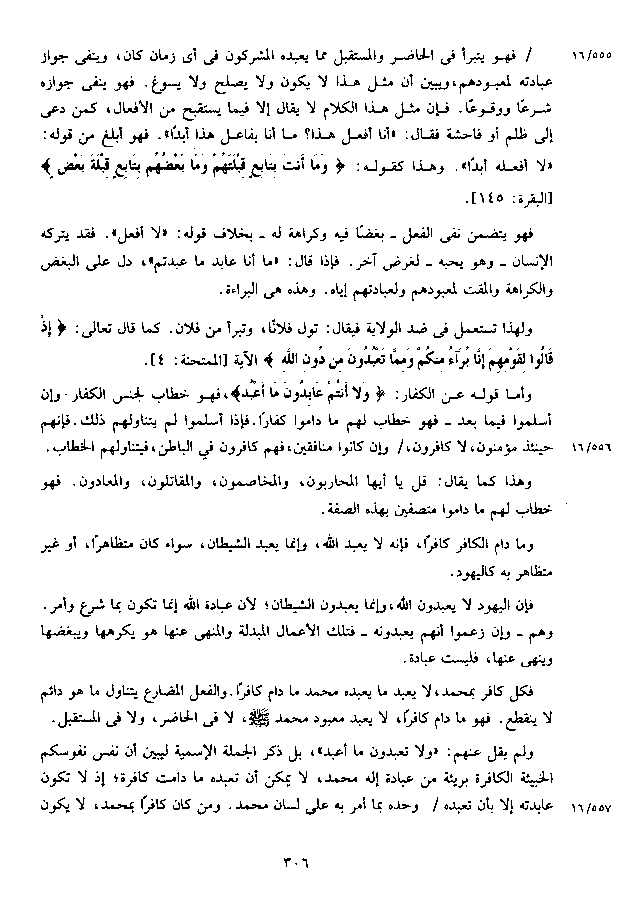 ١٦/٥٥٥ / فهو يتبرأ فى الحاضر والمستقبل مما يعبده المشركون فى أى زمان كان، وينفى جواز
عبادته لمعبودهم، ويبين أن مثل هذا لا يكون ولا يصلح ولا يسوغ. فهو ينفى جوازه
شرعًا ووقوعًا. فإن مثل هذا الكلام لا يقال إلا فيما يستقبح من الأفعال، كمن دعى
إلى ظلم أو فاحشة فقال: «أنا أفعل هذا؟ ما أنا بفاعل هذا أبدًا». فهو أبلغ من قوله:
«لا أفعله أبدًا». وهذا كقوله: ﴿ وَمَا أَنتَ بِتَابِعٍ قِبْلَتَهُمْ وَمَا بَعْضُهُم بِتَابِعٍ قِبْلَةَ بَعْضٍ ﴾
[البقرة: ١٤٥].
فهو يتضمن نفى الفعل ـ بغضًا فيه وكراهة له ـ بخلاف قوله: «لا أفعل». فقد يتركه
الإنسان ـ وهو يحبه ـ لغرض آخر. فإذا قال: «ما أنا عابد ما عبدتم»، دل على البغض
والكراهة والمقت لمعبودهم ولعبادتهم إياه. وهذه هى البراءة.
ولهذا تستعمل فى ضد الولاية فيقال: تول فلانًا، وتبرأ من فلان. كما قال تعالى: ﴿ إِذْ
قَالُوا لِقَوْمِهِمْ إِنَّا بُرَآءُ مِنكُمْ وَمِمَّا تَعْبُدُونَ مِن دُونِ اللَّهِ ﴾ الآية [الممتحنة: ٤].
وأما قوله عن الكفار: ﴿ وَلا أَنتُمْ عَابِدُونَ مَا أَعْبُدُ﴾، فهو خطاب لجنس الكفار. وإن
أسلموا فيما بعد ـ فهو خطاب لهم ما داموا كفارًا. فإذا أسلموا لم يتناولهم ذلك. فإنهم
١٦/٥٥٦ حينئذ مؤمنون، لا كافرون، / وإن كانوا منافقين، فهم كافرون في الباطن، فيتناولهم الخطاب.
وهذا كما يقال: قل يا أيها المحاربون، والمخاصمون، والمقاتلون، والمعادون. فهو
خطاب لهم ما داموا متصفين بهذه الصفة.
وما دام الكافر كافرًا، فإنه لا يعبد الله، وإنما يعبد الشيطان، سواء كان متظاهرًا، أو غير
متظاهر به كاليهود.
فإن اليهود لا يعبدون الله، وإنما يعبدون الشيطان؛ لأن عبادة الله إنما تكون بما شرع وأمر.
وهم ـ وإن زعموا أنهم يعبدونه ـ فتلك الأعمال المبدلة والمنهى عنها هو يكرهها ويبغضها
وينهى عنها، فليست عبادة.
فكل كافر بمحمد، لا يعبد ما يعبده محمد ما دام كافرًا. والفعل المضارع يتناول ما هو دائم
لا ينقطع. فهو ما دام كافرًا، لا يعبد معبود محمد ﷺ، لا فى الحاضر، ولا فى المستقبل.
ولم يقل عنهم: «ولا تعبدون ما أعبد»، بل ذكر الجملة الإسمية ليبين أن نفس نفوسكم
الخبيثة الكافرة بريئة من عبادة إله محمد، لا يمكن أن تعبده ما دامت كافرة؛ إذ لا تكون
١٦/٥٥٧ عابدته إلا بأن تعبده / وحده بما أمر به على لسان محمد. ومن كان كافرًا بمحمد، لا يكون
٣٠٦